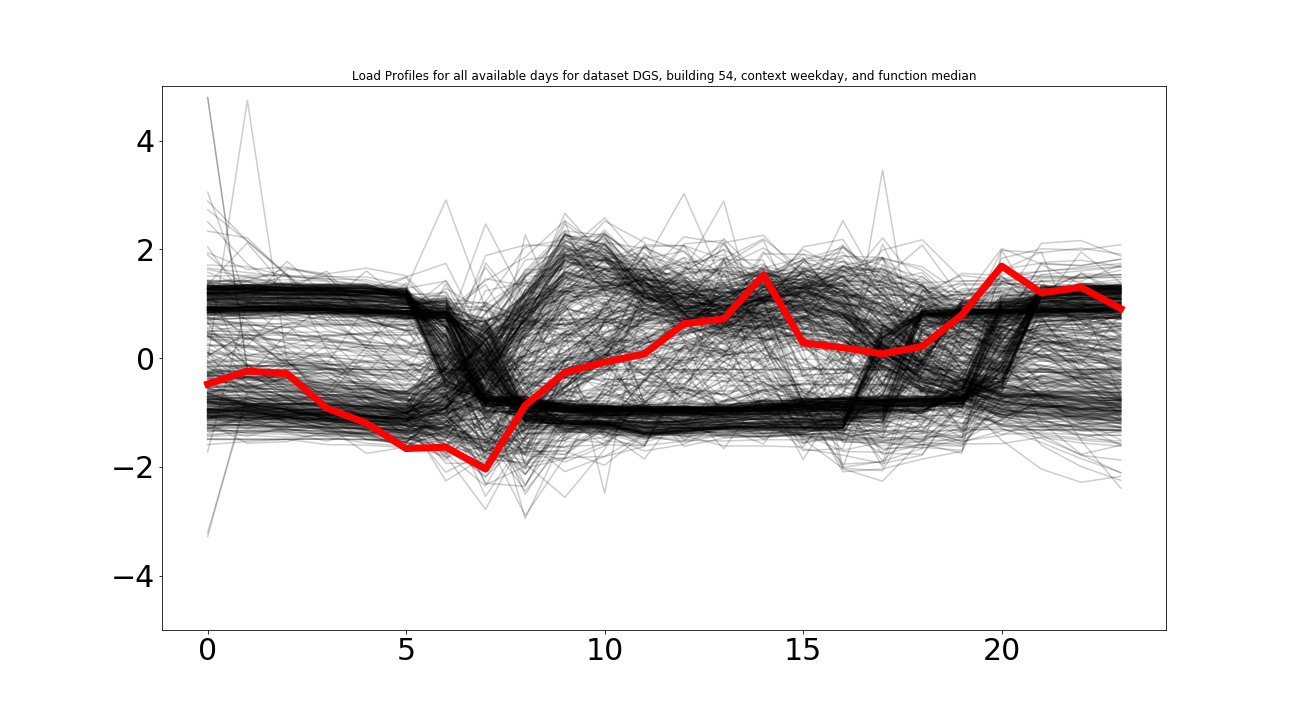 Load Profiles for all available days for dataset DGS, building 54, context weekday, and function median
4
2
0
−2
−4
0 5 10 15 20